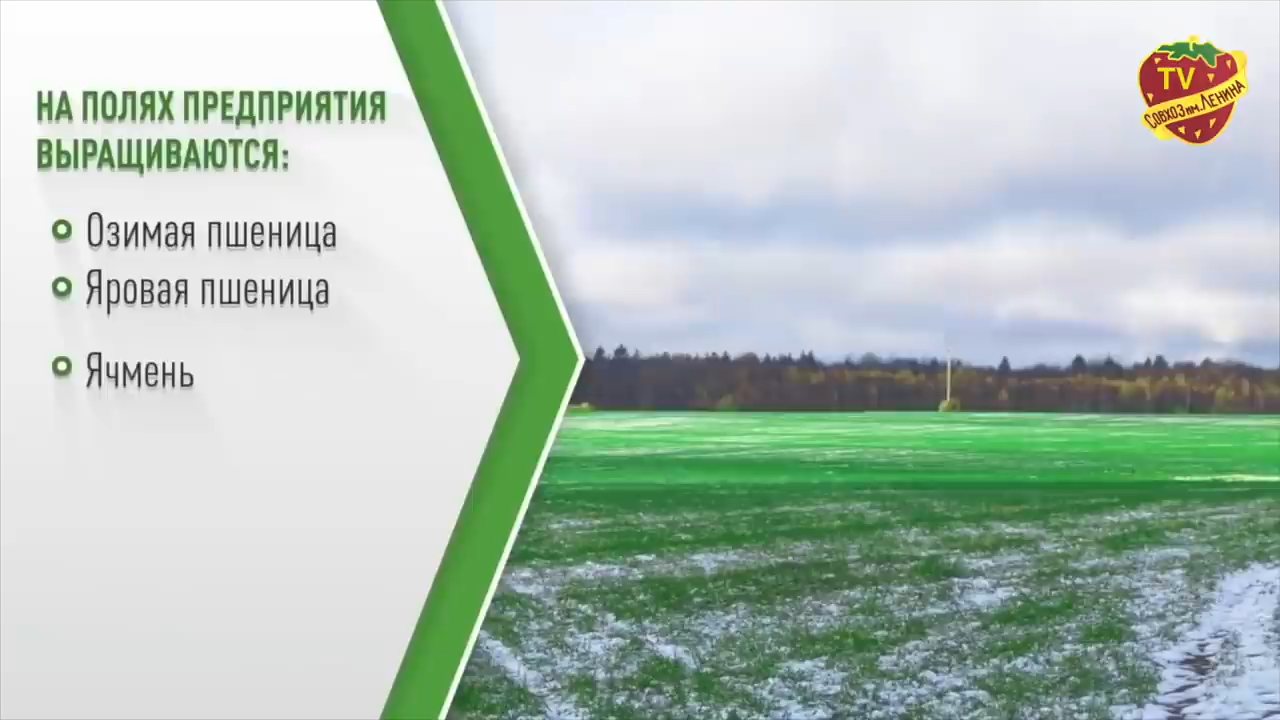 НА ПОЛЯХ ПРЕДПРИЯТИЯ
ВЫРАЩИВАЮТСЯ:
Озимая пшеница
Яровая пшеница
Ячмень
TV
СОВХОЗ им. ЛЕНИНА